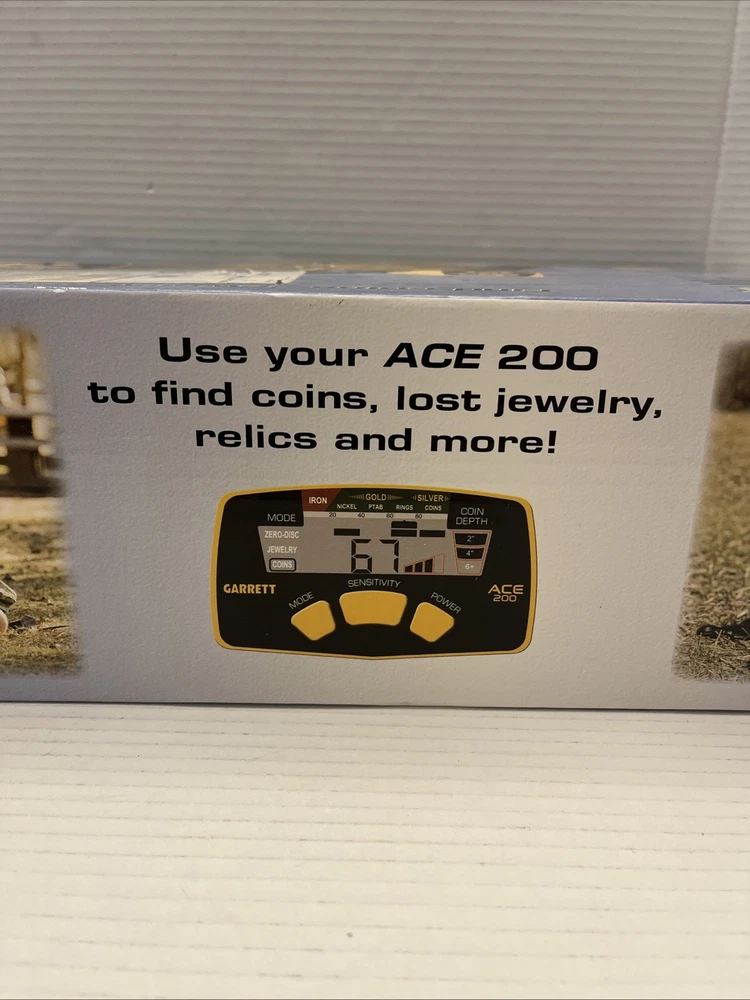 Use your ACE 200
to find coins, lost jewelry,
relics and more!
IRON GOLD SILVER
NICKEL PTAB RINGS COINS
20 40 60 80
MODE COIN DEPTH
ZERO-DISC 2"
JEWELRY 4"
COINS 67 6+
GARRETT ACE 200
MODE SENSITIVITY POWER